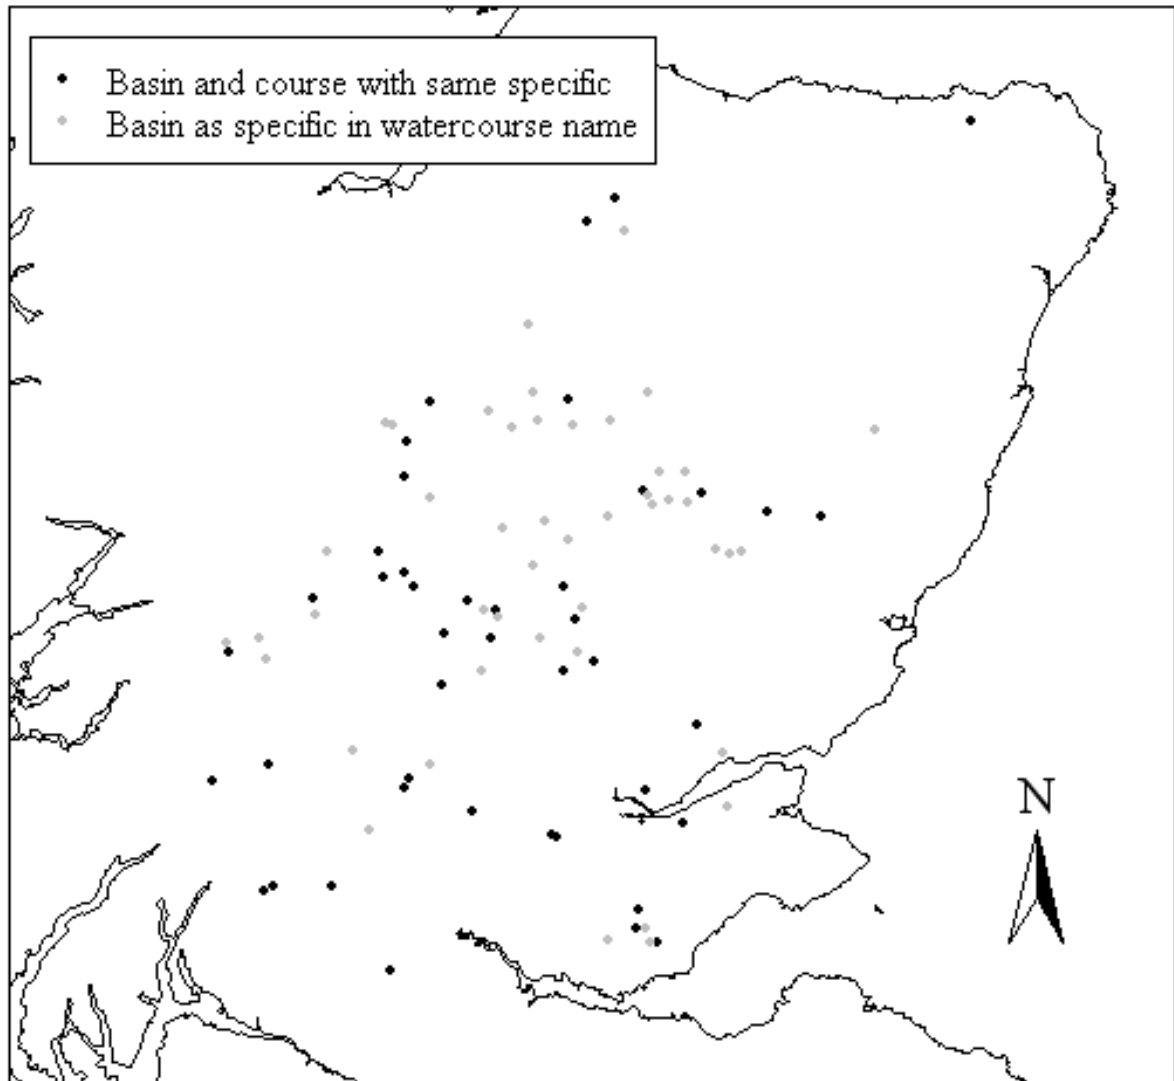 Basin and course with same specific
Basin as specific in watercourse name
N